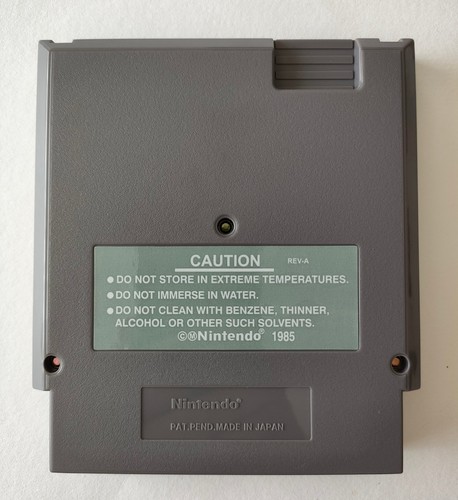 CAUTION REV-A
● DO NOT STORE IN EXTREME TEMPERATURES.
● DO NOT IMMERSE IN WATER.
● DO NOT CLEAN WITH BENZENE, THINNER,
ALCOHOL OR OTHER SUCH SOLVENTS.
©ⓂNintendo® 1985
Nintendo®
PAT.PEND.MADE IN JAPAN